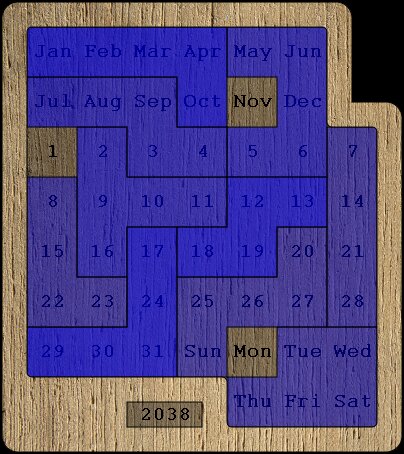 Jan Feb Mar Apr May Jun
Jul Aug Sep Oct Nov Dec
1 2 3 4 5 6 7
8 9 10 11 12 13 14
15 16 17 18 19 20 21
22 23 24 25 26 27 28
29 30 31 Sun Mon Tue Wed
Thu Fri Sat
2038